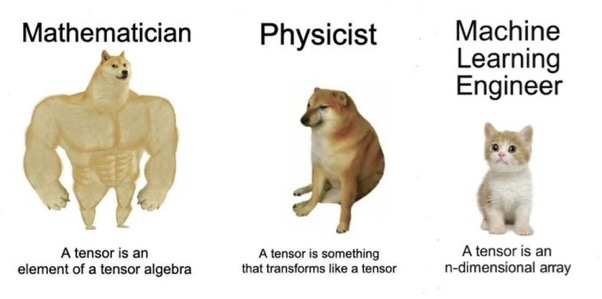 Mathematician
A tensor is an
element of a tensor algebra
Physicist
A tensor is something
that transforms like a tensor
Machine
Learning
Engineer
A tensor is an
n-dimensional array